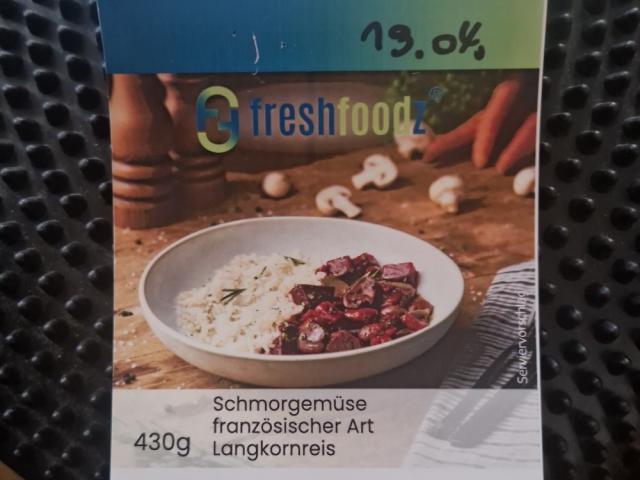 19.04.
freshfoodz®
Serviervorschlag
430g
Schmorgemüse
französischer Art
Langkornreis